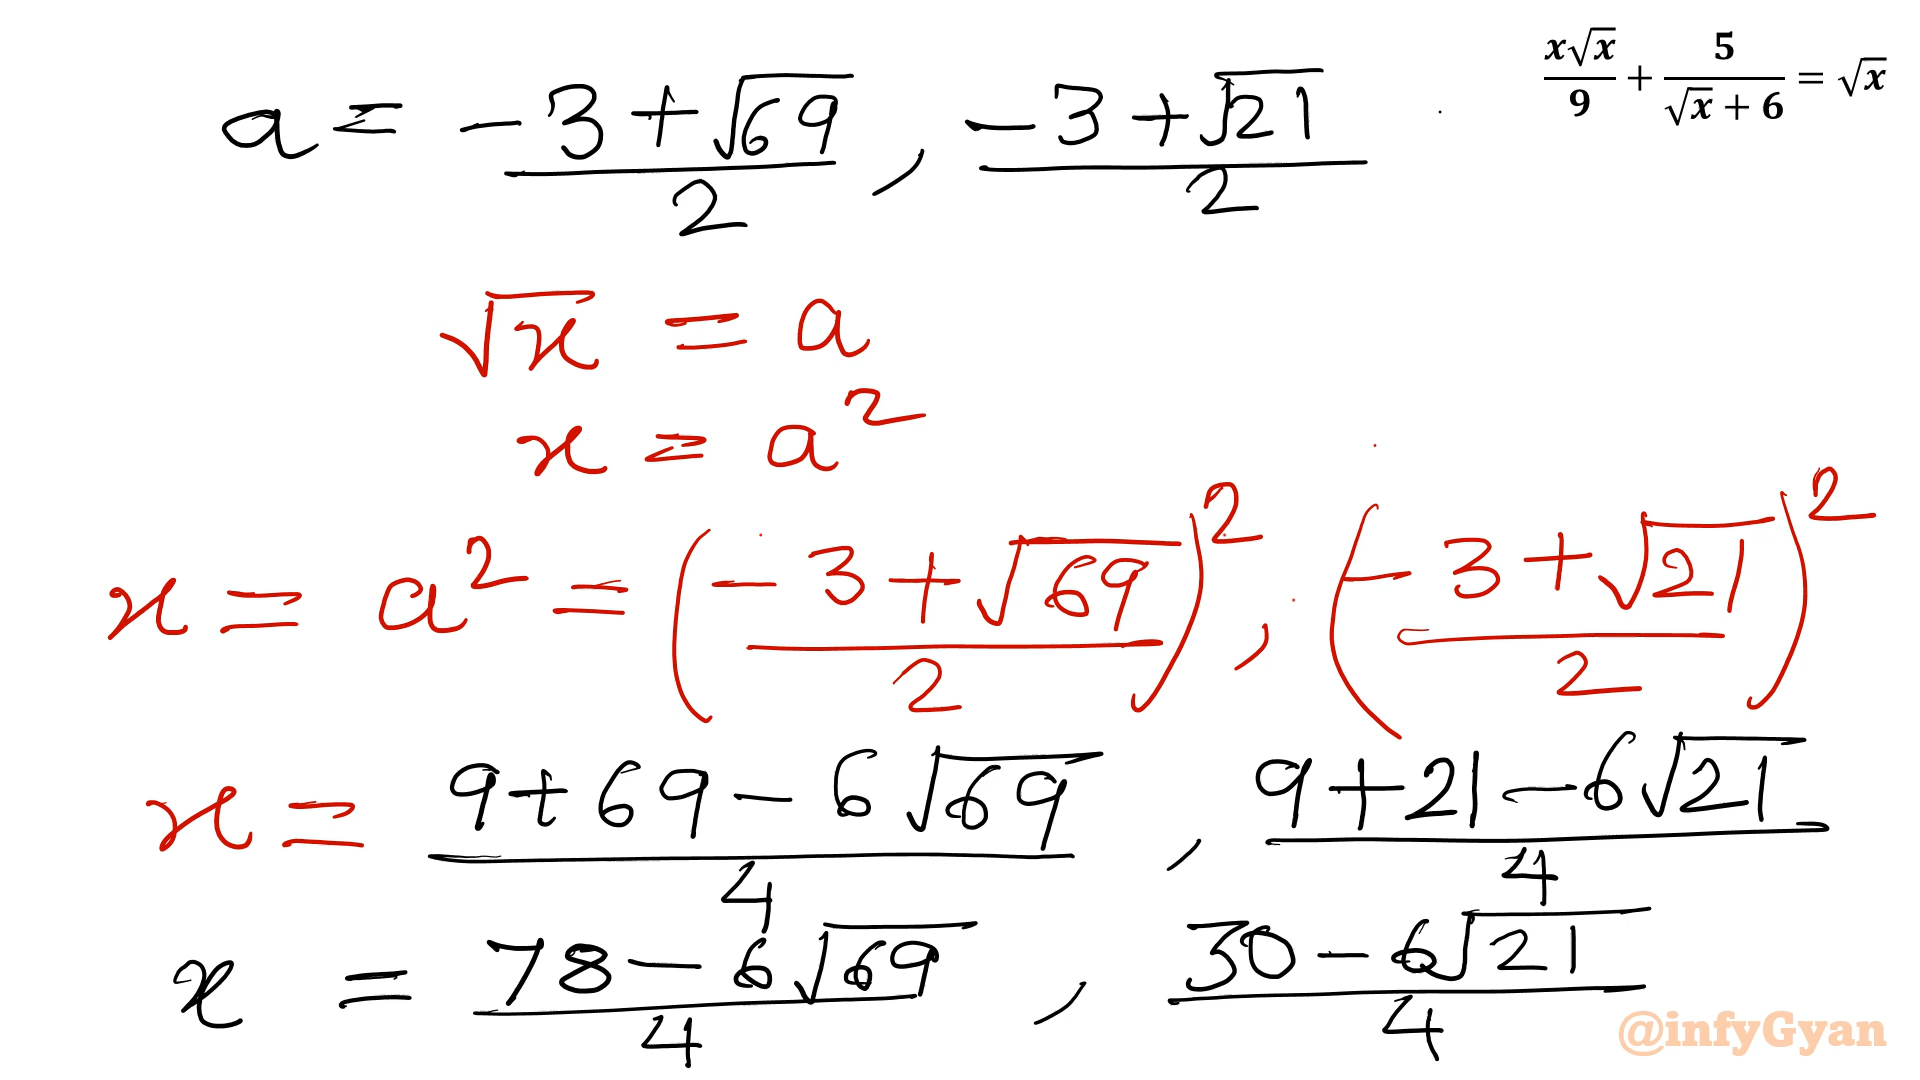 x√x/9 + 5/(√x + 6) = √x
a = (-3+√69)/2 , (-3+√21)/2
√x = a
x = a²
x = a² = ((-3+√69)/2)² , ((-3+√21)/2)²
x = (9+69-6√69)/4 , (9+21-6√21)/4
x = (78-6√69)/4 , (30-6√21)/4
@infyGyan